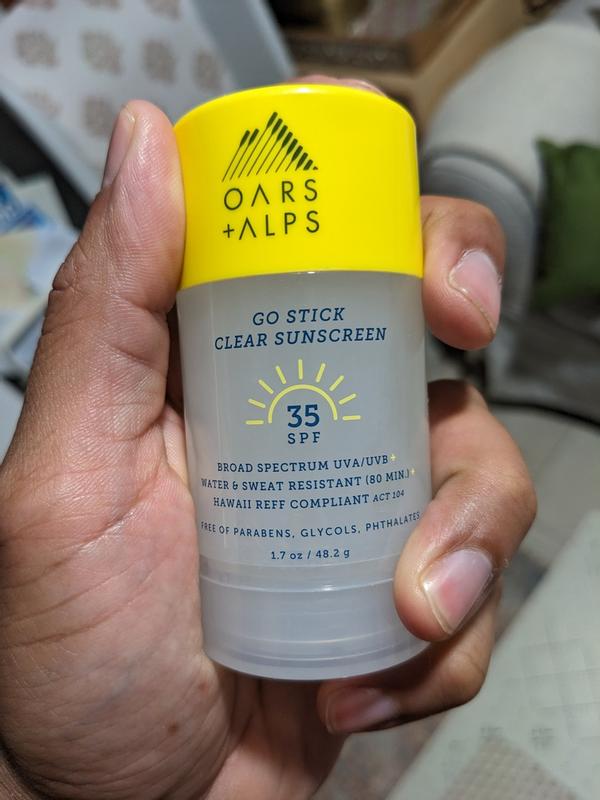 OARS
+ALPS
GO STICK
CLEAR SUNSCREEN
35
SPF
BROAD SPECTRUM UVA/UVB+
WATER & SWEAT RESISTANT (80 MIN.)+
HAWAII REFF COMPLIANT ACT 104
FREE OF PARABENS, GLYCOLS, PHTHALATES
1.7 oz / 48.2 g